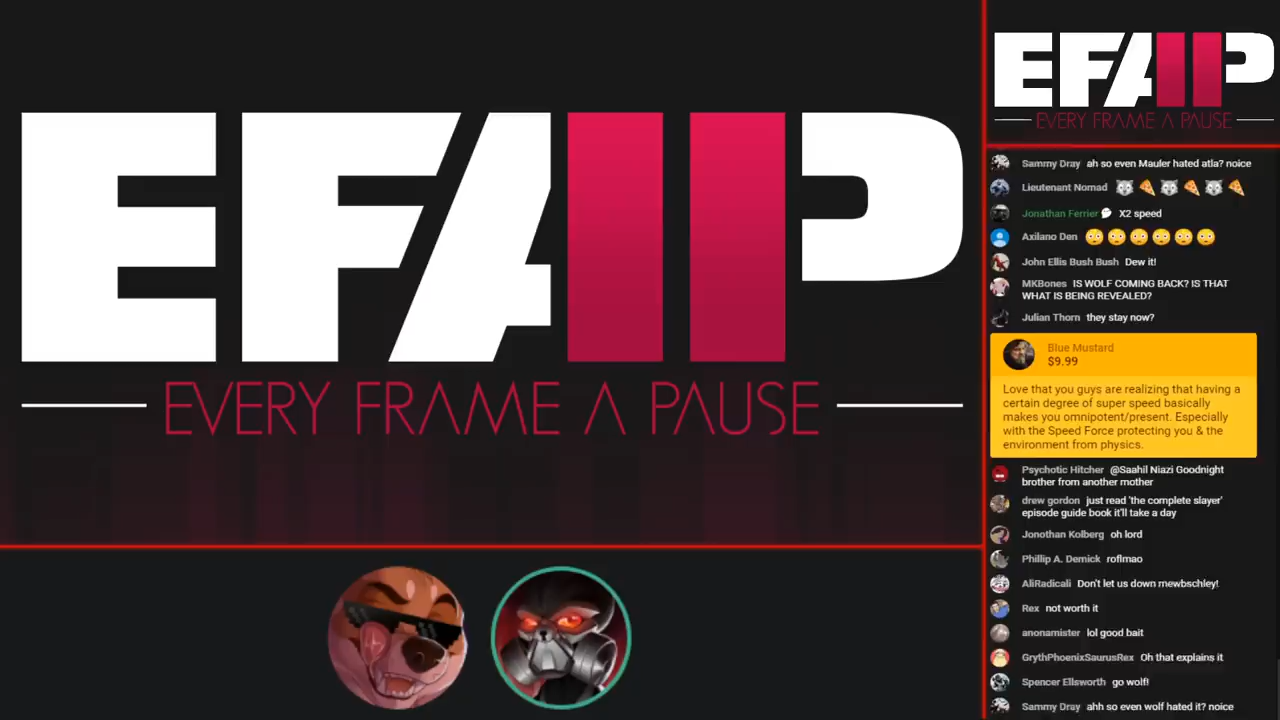 EFAP
EVERY FRAME A PAUSE
EFAP
EVERY FRAME A PAUSE
Sammy Dray ah so even Mauler hated atla? noice
Lieutenant Nomad 🐺🍕🐺🍕🐺🍕
Jonathan Ferrier X2 speed
Axilano Den 😳😳😳😳😳😳
John Ellis Bush Bush Dew it!
MKBones IS WOLF COMING BACK? IS THAT
WHAT IS BEING REVEALED?
Julian Thorn they stay now?
Blue Mustard
$9.99
Love that you guys are realizing that having a
certain degree of super speed basically
makes you omnipotent/present. Especially
with the Speed Force protecting you & the
environment from physics.
Psychotic Hitcher @Saahil Niazi Goodnight
brother from another mother
drew gordon just read 'the complete slayer'
episode guide book it'll take a day
Jonothan Kolberg oh lord
Phillip A. Demick roflmao
AliRadicali Don't let us down mewbschley!
Rex not worth it
anonamister lol good bait
GrythPhoenixSaurusRex Oh that explains it
Spencer Ellsworth go wolf!
Sammy Dray ahh so even wolf hated it? noice